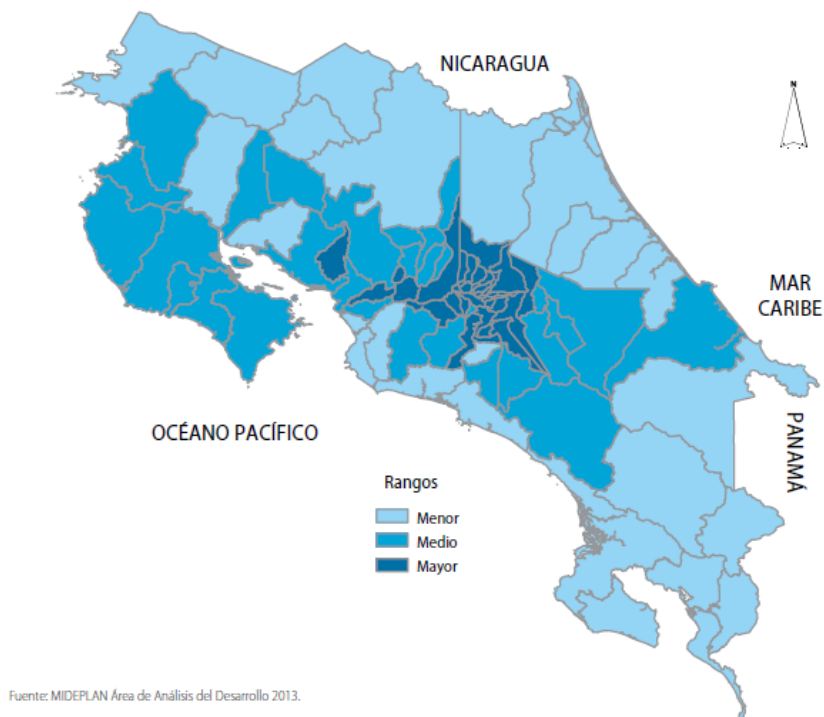 NICARAGUA
N
MAR
CARIBE
OCÉANO PACÍFICO
PANAMÁ
Rangos
Menor
Medio
Mayor
Fuente: MIDEPLAN Área de Análisis del Desarrollo 2013.